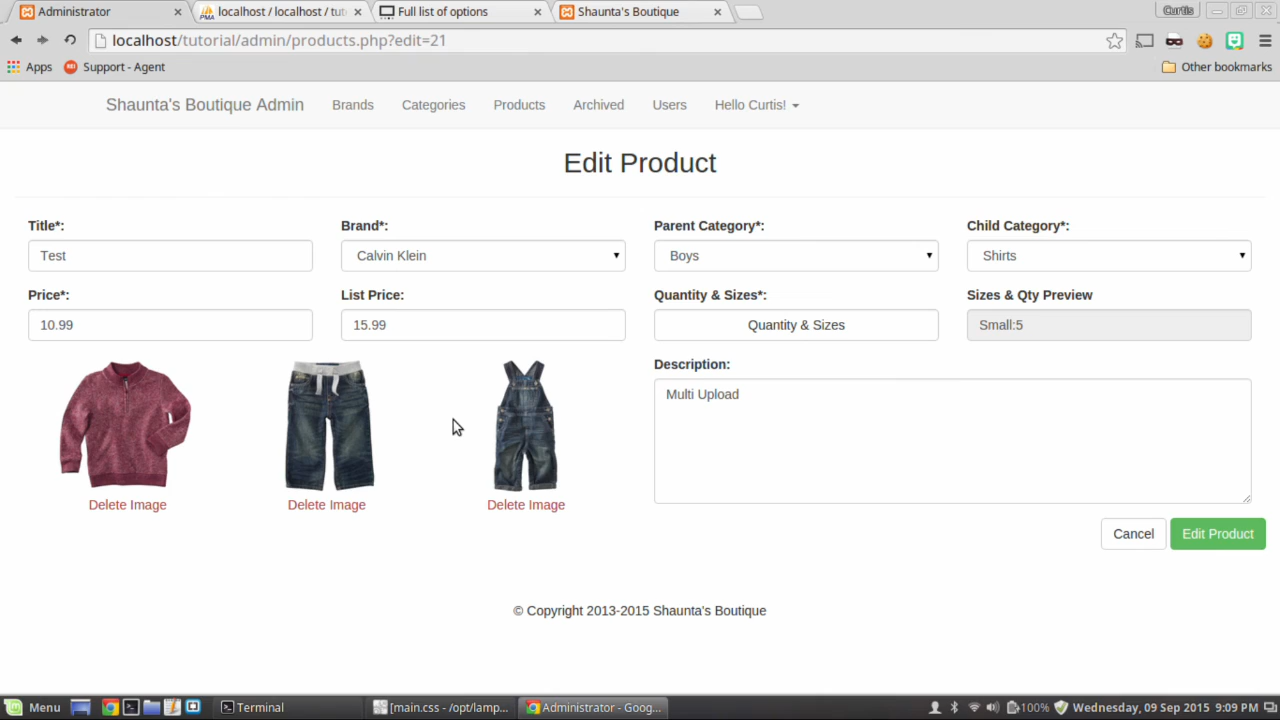 Administrator
localhost / localhost / tut
Full list of options
Shaunta's Boutique
Curtis
localhost/tutorial/admin/products.php?edit=21
Apps
Support - Agent
Other bookmarks
Shaunta's Boutique Admin
Brands
Categories
Products
Archived
Users
Hello Curtis!
Edit Product
Title*:
Brand*:
Parent Category*:
Child Category*:
Test
Calvin Klein
Boys
Shirts
Price*:
List Price:
Quantity & Sizes*:
Sizes & Qty Preview
10.99
15.99
Quantity & Sizes
Small:5
Description:
Multi Upload
Delete Image
Delete Image
Delete Image
Cancel
Edit Product
© Copyright 2013-2015 Shaunta's Boutique
Menu
Terminal
[main.css - /opt/lamp...
Administrator - Goog...
100%
Wednesday, 09 Sep 2015 9:09 PM